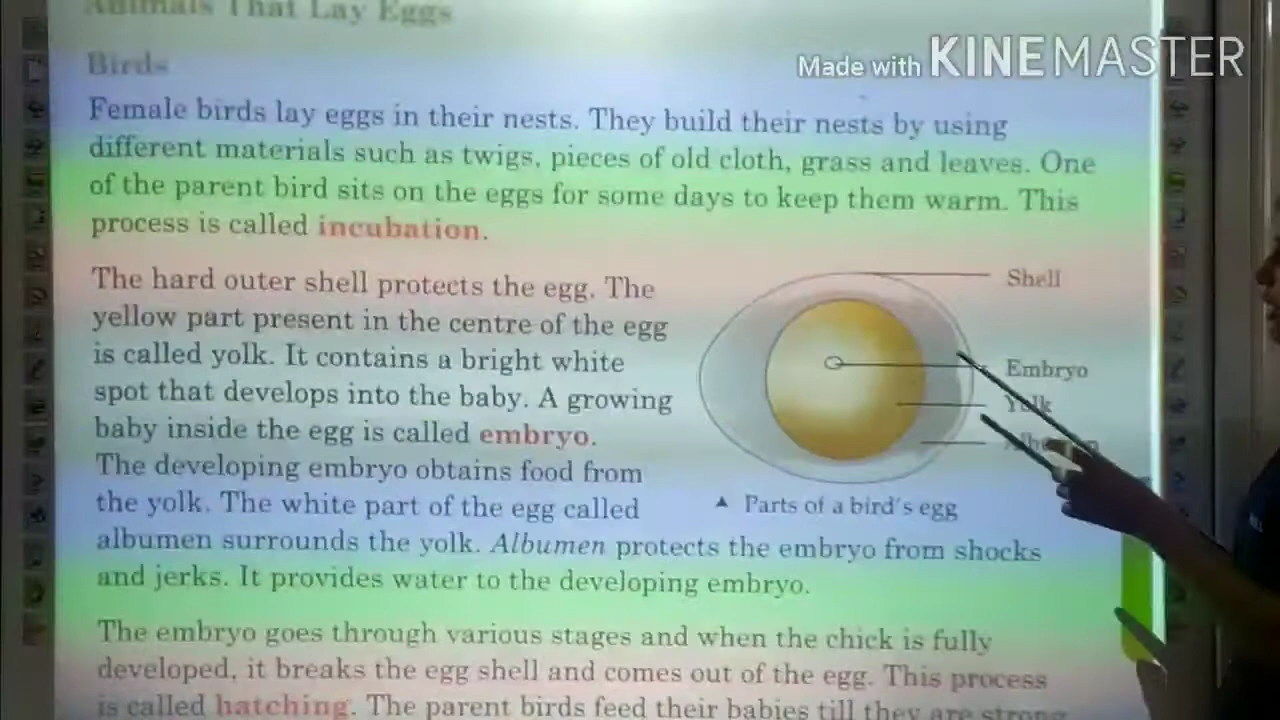 Animals That Lay Eggs
Made with KINEMASTER
Birds
Female birds lay eggs in their nests. They build their nests by using
different materials such as twigs, pieces of old cloth, grass and leaves. One
of the parent bird sits on the eggs for some days to keep them warm. This
process is called incubation.
The hard outer shell protects the egg. The
yellow part present in the centre of the egg
is called yolk. It contains a bright white
spot that develops into the baby. A growing
baby inside the egg is called embryo.
The developing embryo obtains food from
the yolk. The white part of the egg called
albumen surrounds the yolk. Albumen protects the embryo from shocks
and jerks. It provides water to the developing embryo.
Shell
Embryo
Yolk
▲ Parts of a bird's egg
The embryo goes through various stages and when the chick is fully
developed, it breaks the egg shell and comes out of the egg. This process
is called hatching. The parent birds feed their babies till they are strong